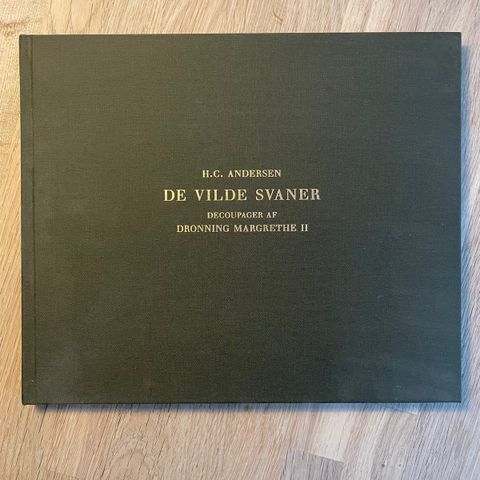 H.C. ANDERSEN
DE VILDE SVANER
DECOUPAGER AF
DRONNING MARGRETHE II